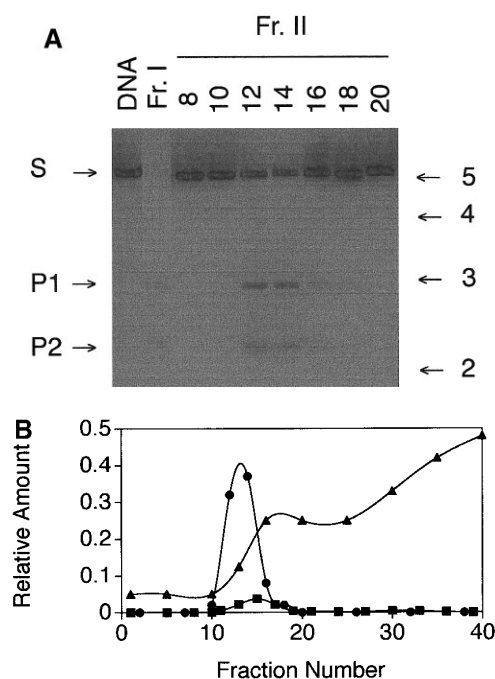 A
Fr. II
DNA
Fr. I
8
10
12
14
16
18
20
S → ← 5
← 4
P1 → ← 3
P2 → ← 2
B
0.5
0.4
0.3
0.2
0.1
0
Relative Amount
0 10 20 30 40
Fraction Number